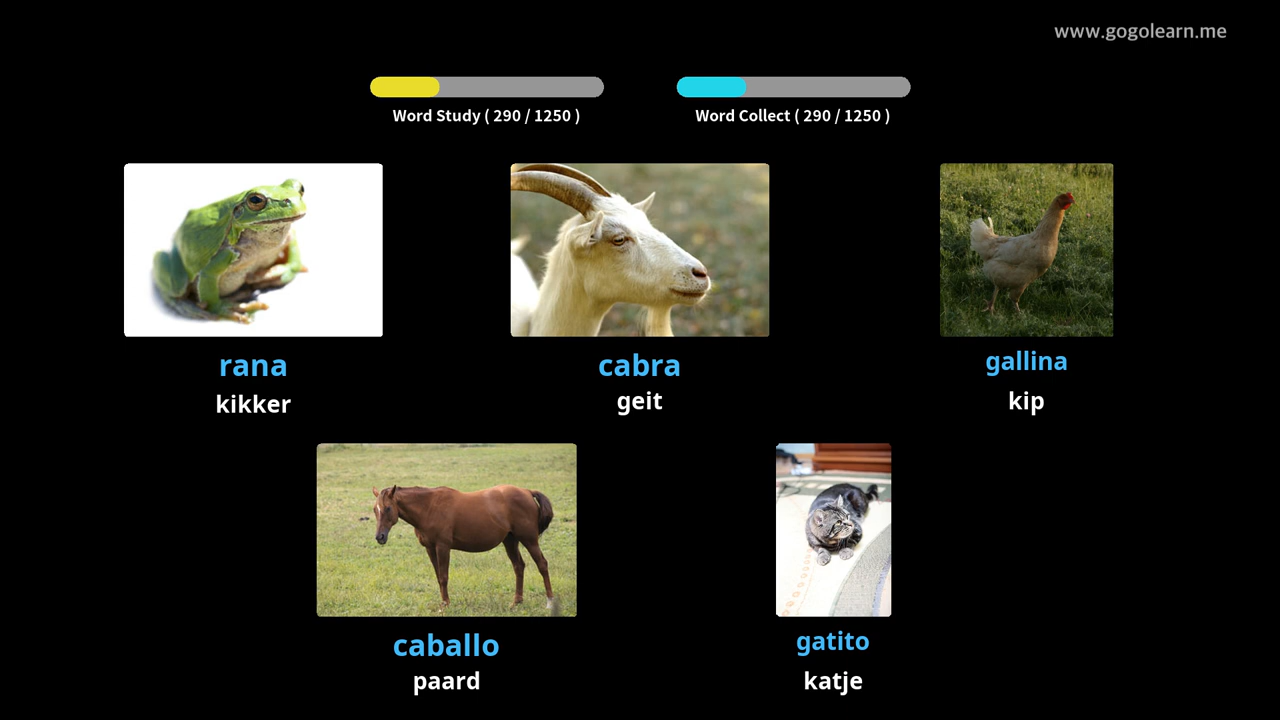 www.gogolearn.me
Word Study ( 290 / 1250 )
Word Collect ( 290 / 1250 )
rana
kikker
cabra
geit
gallina
kip
caballo
paard
gatito
katje